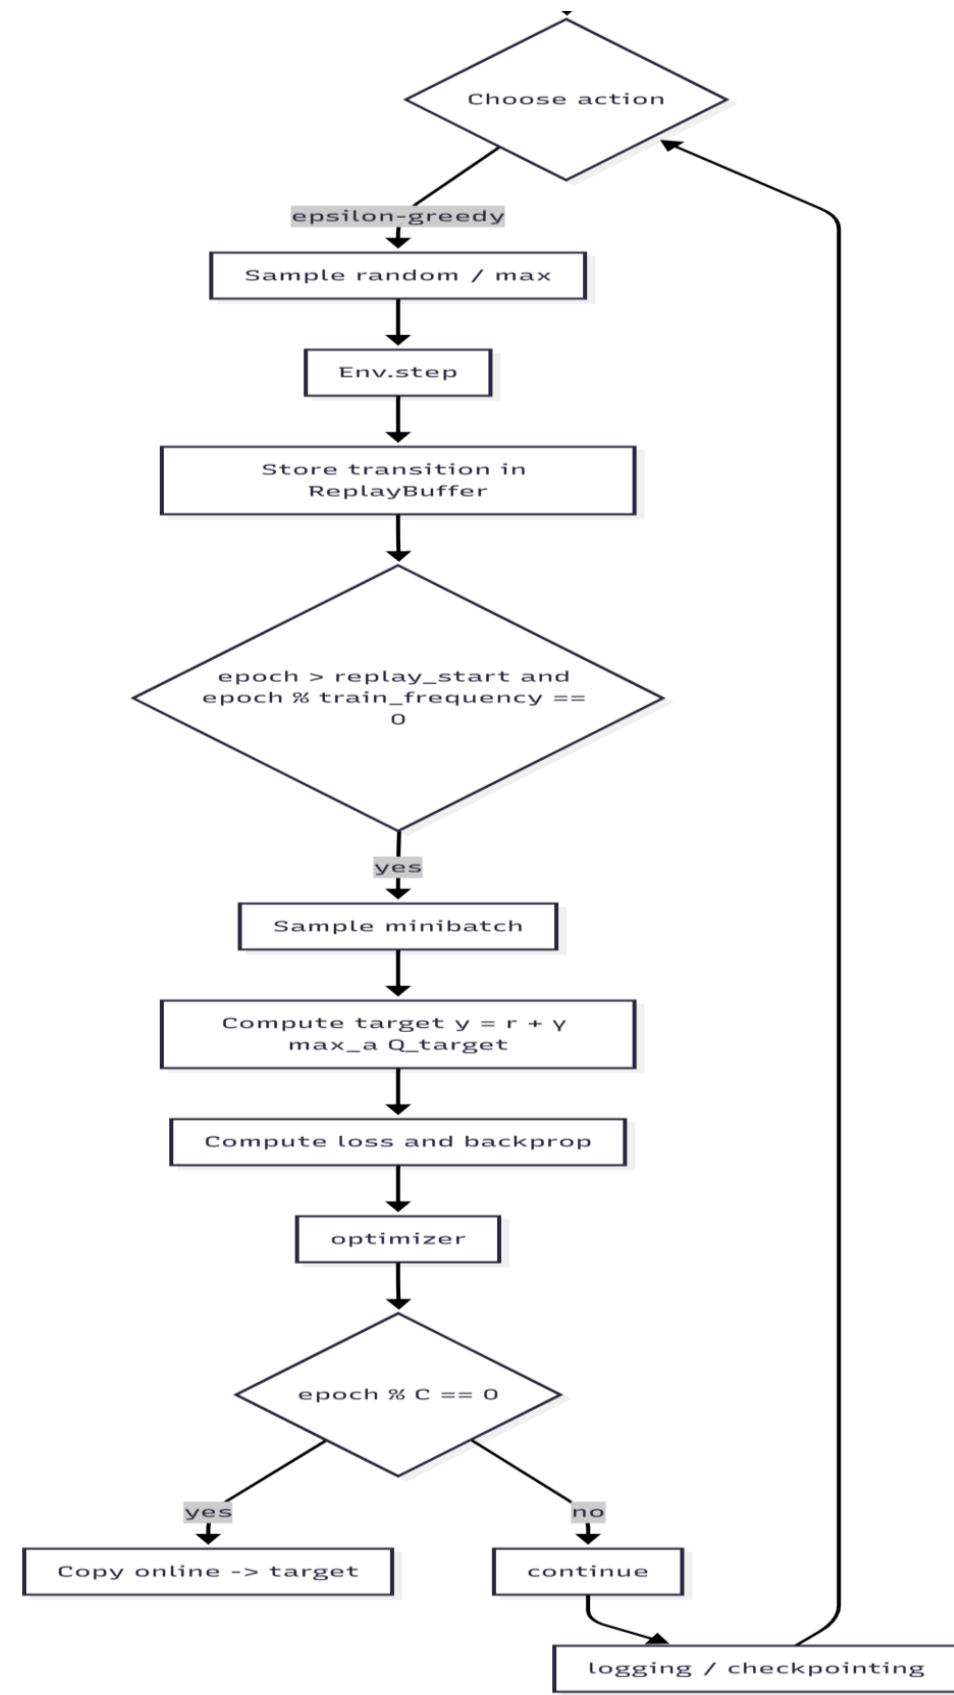 Choose action
epsilon-greedy
Sample random / max
Env.step
Store transition in
ReplayBuffer
epoch > replay_start and
epoch % train_frequency ==
0
yes
Sample minibatch
Compute target y = r + γ
max_a Q_target
Compute loss and backprop
optimizer
epoch % C == 0
yes
no
Copy online -> target
continue
logging / checkpointing